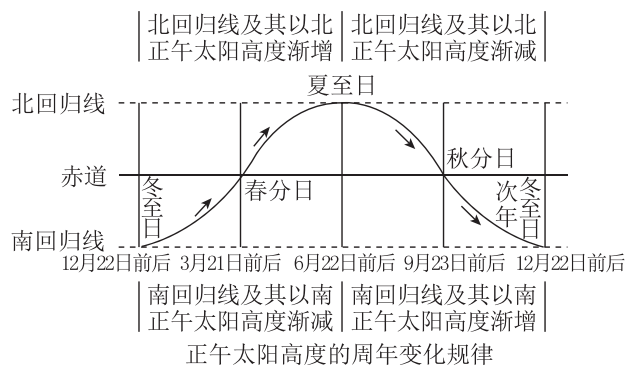 北回归线及其以北
正午太阳高度渐增
北回归线及其以北
正午太阳高度渐减
夏至日
北回归线
秋分日
赤道
冬至日
春分日
次年
冬至日
南回归线
12月22日前后 3月21日前后 6月22日前后 9月23日前后 12月22日前后
南回归线及其以南
正午太阳高度渐减
南回归线及其以南
正午太阳高度渐增
正午太阳高度的周年变化规律